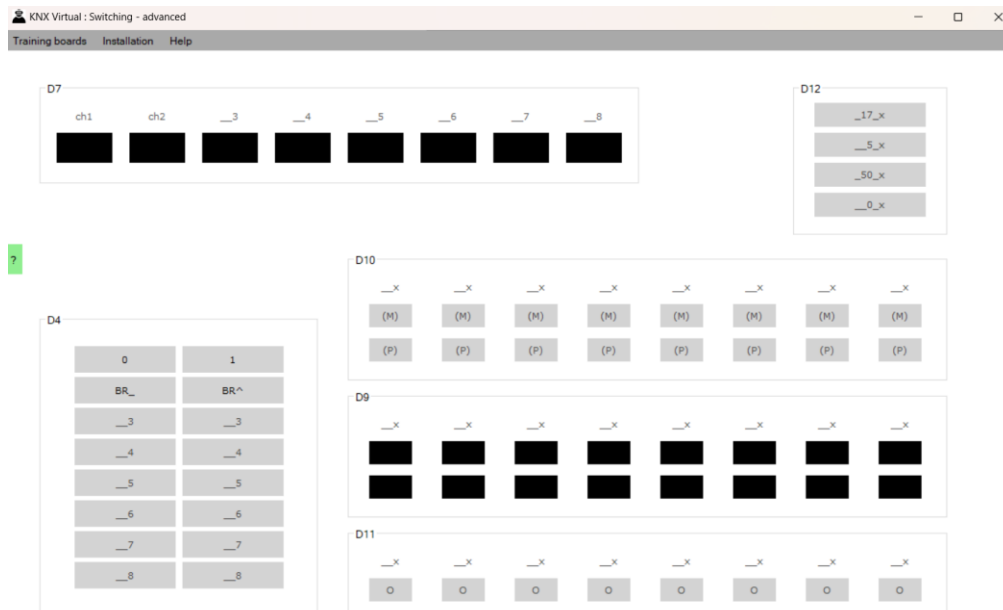 KNX Virtual : Switching - advanced
Training boards Installation Help
D7
ch1 ch2 __3 __4 __5 __6 __7 __8
D12
_17_x
__5_x
_50_x
__0_x
?
D10
__x __x __x __x __x __x __x __x
(M) (M) (M) (M) (M) (M) (M) (M)
(P) (P) (P) (P) (P) (P) (P) (P)
D4
0 1
BR_ BR^
__3 __3
__4 __4
__5 __5
__6 __6
__7 __7
__8 __8
D9
__x __x __x __x __x __x __x __x
D11
__x __x __x __x __x __x __x __x
O O O O O O O O